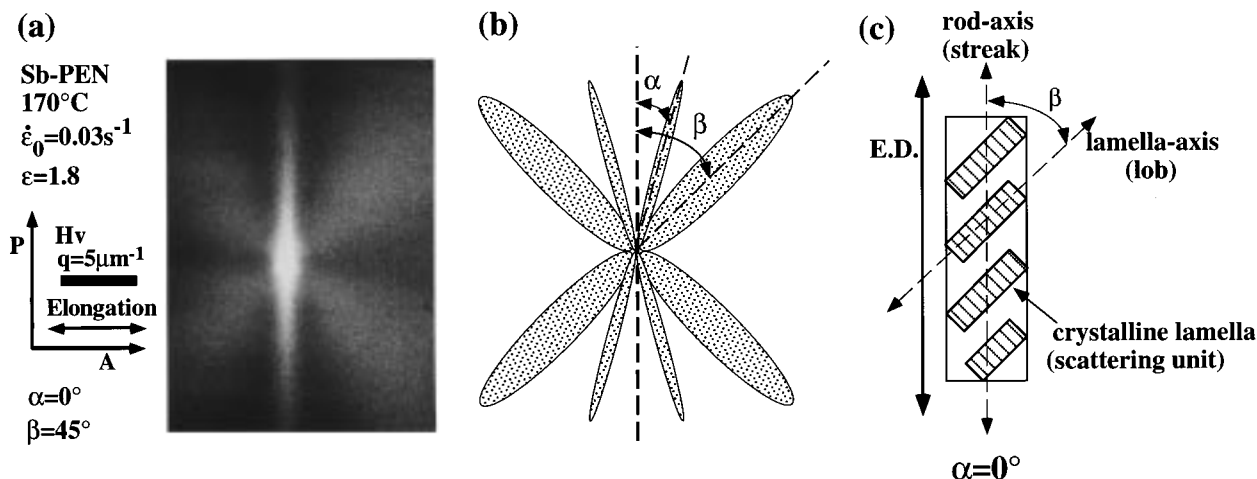 (a)
Sb-PEN
170°C
ε̇₀=0.03s⁻¹
ε=1.8
P
Hv
q=5μm⁻¹
Elongation
A
α=0°
β=45°
(b)
α
β
(c)
rod-axis
(streak)
β
E.D.
lamella-axis
(lob)
crystalline lamella
(scattering unit)
α=0°